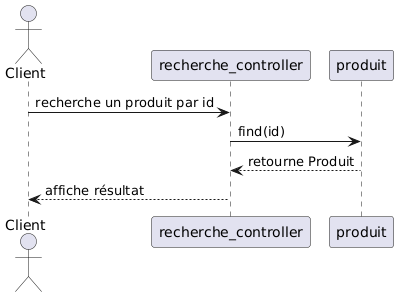 Client
recherche_controller
produit
recherche un produit par id
find(id)
retourne Produit
affiche résultat
Client
recherche_controller
produit